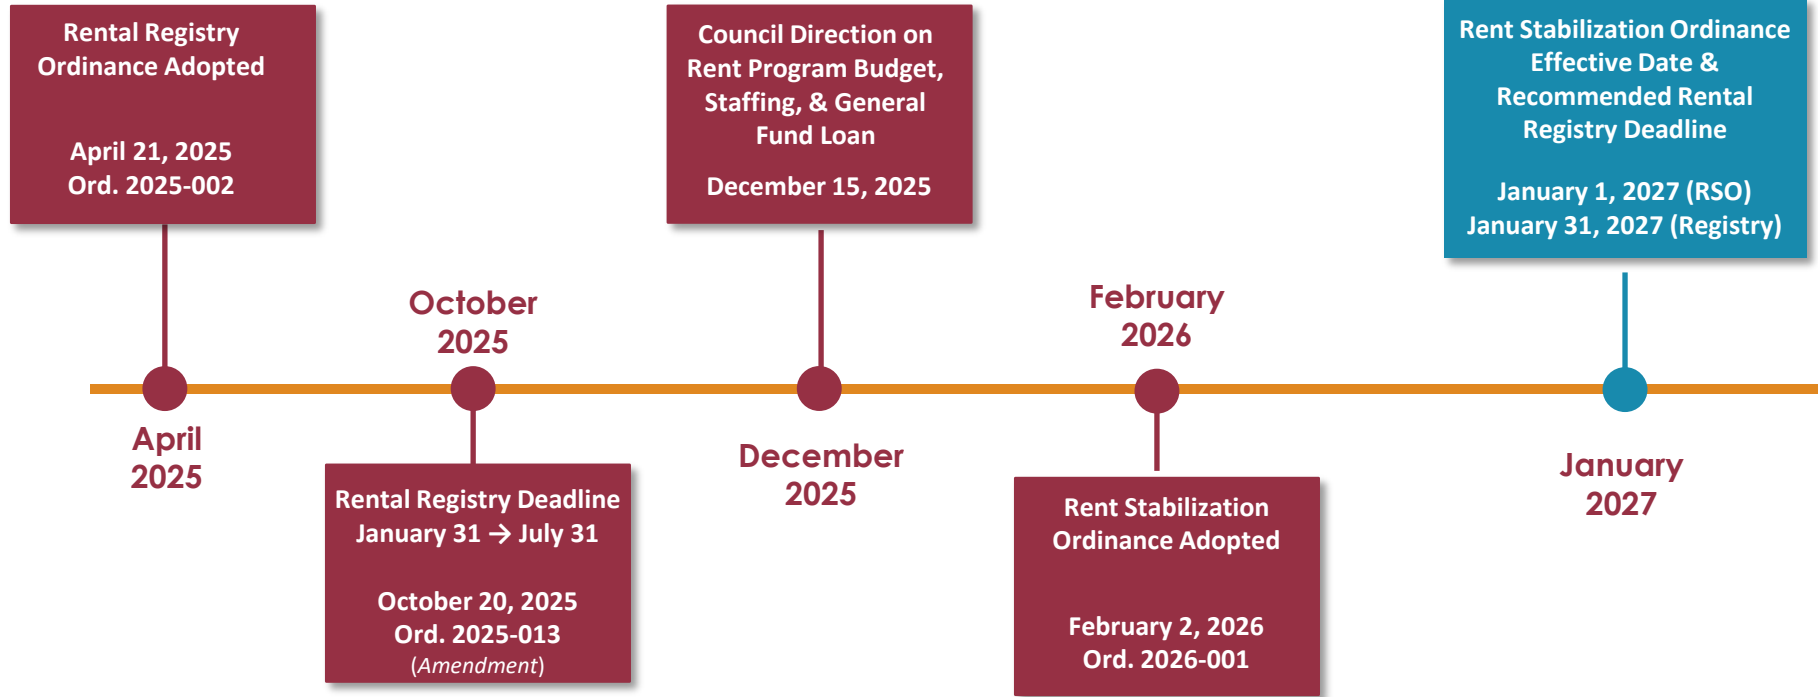 Rental Registry
Ordinance Adopted
April 21, 2025
Ord. 2025-002
April
2025
October
2025
Rental Registry Deadline
January 31 → July 31
October 20, 2025
Ord. 2025-013
(Amendment)
Council Direction on
Rent Program Budget,
Staffing, & General
Fund Loan
December 15, 2025
December
2025
February
2026
Rent Stabilization
Ordinance Adopted
February 2, 2026
Ord. 2026-001
Rent Stabilization Ordinance
Effective Date &
Recommended Rental
Registry Deadline
January 1, 2027 (RSO)
January 31, 2027 (Registry)
January
2027